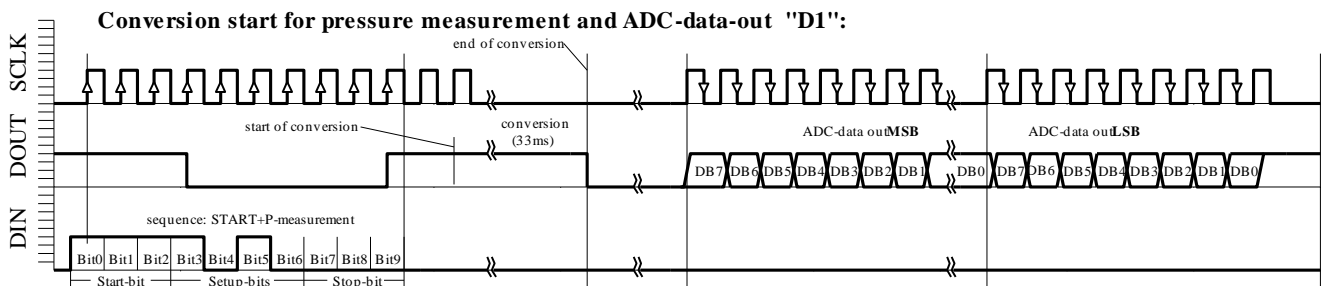 Conversion start for pressure measurement and ADC-data-out "D1":
end of conversion
SCLK
start of conversion
conversion
(33ms)
ADC-data outMSB
ADC-data outLSB
DOUT
DB7 DB6 DB5 DB4 DB3 DB2 DB1 DB0 DB7 DB6 DB5 DB4 DB3 DB2 DB1 DB0
sequence: START+P-measurement
DIN
Bit0 Bit1 Bit2 Bit3 Bit4 Bit5 Bit6 Bit7 Bit8 Bit9
Start-bit Setup-bits Stop-bit